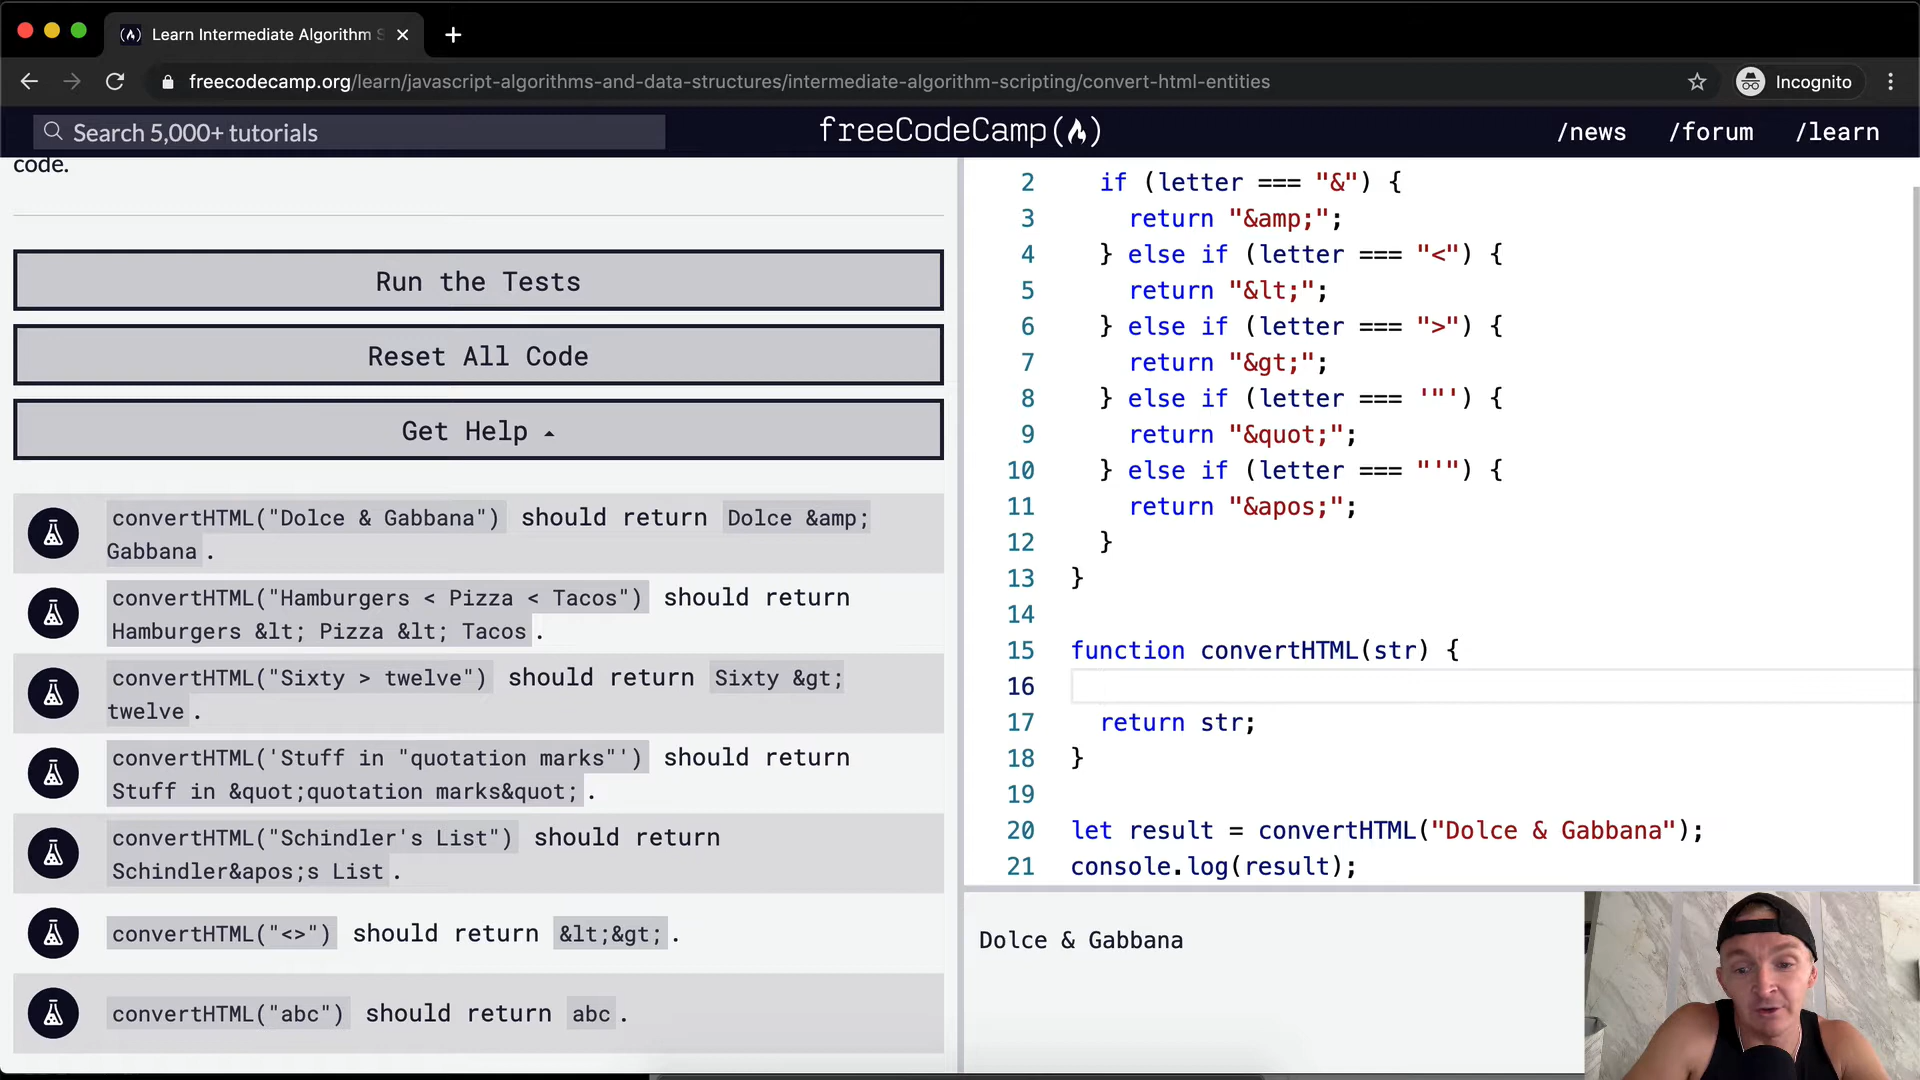 Learn Intermediate Algorithm S
freecodecamp.org/learn/javascript-algorithms-and-data-structures/intermediate-algorithm-scripting/convert-html-entities
Incognito
Search 5,000+ tutorials
freeCodeCamp(🔥)
/news /forum /learn
code.
Run the Tests
Reset All Code
Get Help
convertHTML("Dolce & Gabbana") should return Dolce &amp;
Gabbana .
convertHTML("Hamburgers < Pizza < Tacos") should return
Hamburgers &lt; Pizza &lt; Tacos .
convertHTML("Sixty > twelve") should return Sixty &gt;
twelve .
convertHTML('Stuff in "quotation marks"') should return
Stuff in &quot;quotation marks&quot; .
convertHTML("Schindler's List") should return
Schindler&apos;s List .
convertHTML("<>") should return &lt;&gt; .
convertHTML("abc") should return abc .
2 if (letter === "&") {
3 return "&amp;";
4 } else if (letter === "<") {
5 return "&lt;";
6 } else if (letter === ">") {
7 return "&gt;";
8 } else if (letter === '"') {
9 return "&quot;";
10 } else if (letter === "'") {
11 return "&apos;";
12 }
13 }
14
15 function convertHTML(str) {
16
17 return str;
18 }
19
20 let result = convertHTML("Dolce & Gabbana");
21 console.log(result);
Dolce & Gabbana